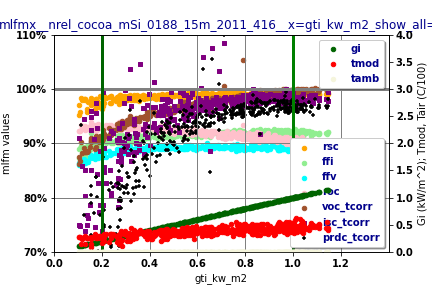 mlfmx__nrel_cocoa_mSi_0188_15m_2011_416__x=gti_kw_m2_show_all=
110%
100%
90%
80%
70%
mlfm values
0.0 0.2 0.4 0.6 0.8 1.0 1.2
gti_kw_m2
4.0
3.5
3.0
2.5
2.0
1.5
1.0
0.5
0.0
Gi (kW/m^2); Tmod, Tair (C/100)
gi
tmod
tamb
rsc
ffi
ffv
roc
voc_tcorr
isc_tcorr
prdc_tcorr